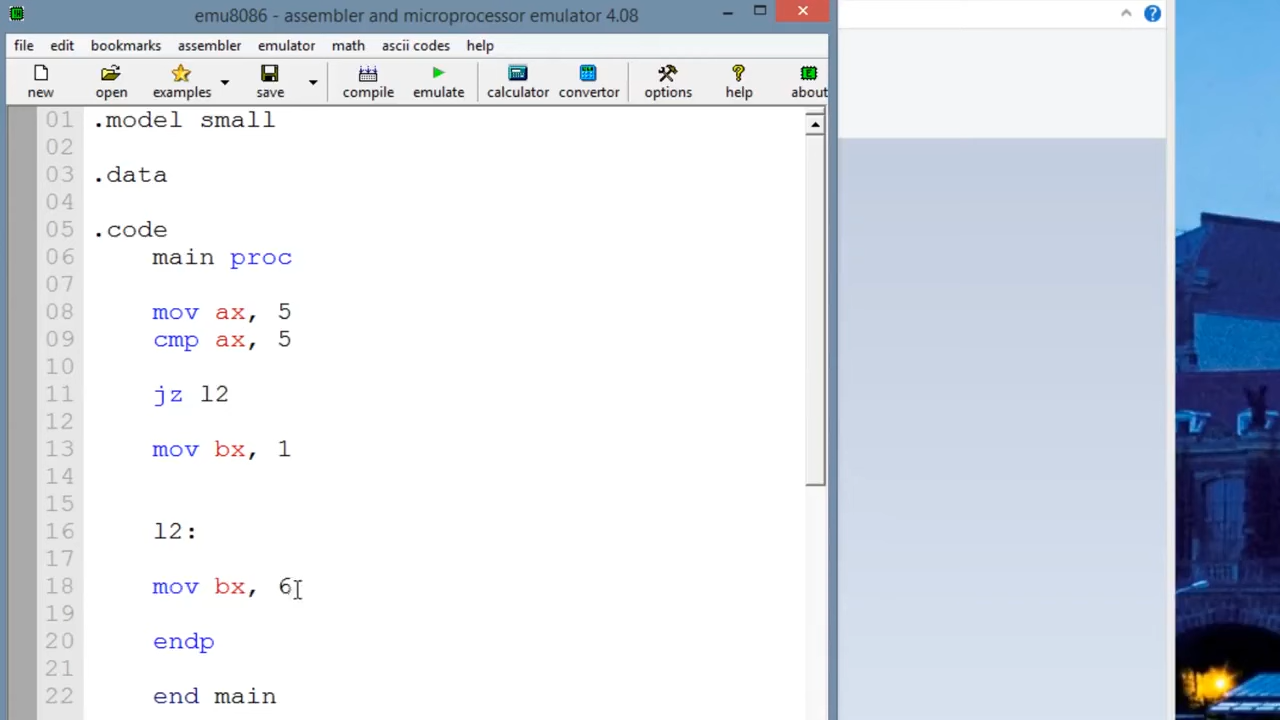 emu8086 - assembler and microprocessor emulator 4.08
file edit bookmarks assembler emulator math ascii codes help
new open examples save compile emulate calculator convertor options help about
01 .model small
02
03 .data
04
05 .code
06 main proc
07
08 mov ax, 5
09 cmp ax, 5
10
11 jz l2
12
13 mov bx, 1
14
15
16 l2:
17
18 mov bx, 6
19
20 endp
21
22 end main